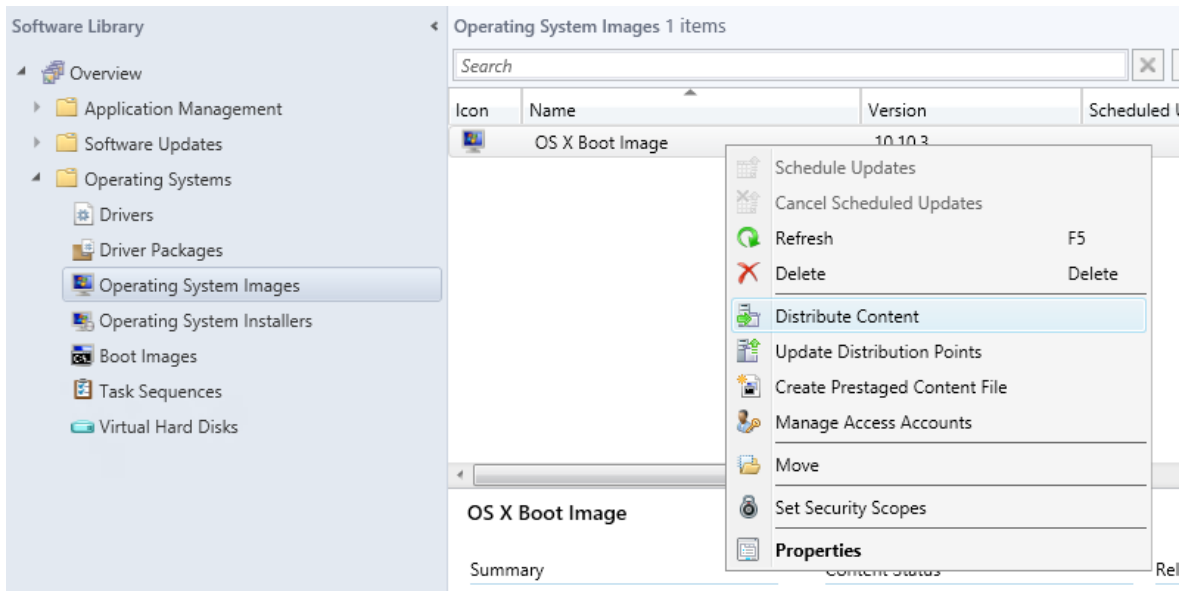 Software Library
Overview
Application Management
Software Updates
Operating Systems
Drivers
Driver Packages
Operating System Images
Operating System Installers
Boot Images
Task Sequences
Virtual Hard Disks
Operating System Images 1 items
Search
Icon Name Version Scheduled U
OS X Boot Image 10.10.3
Schedule Updates
Cancel Scheduled Updates
Refresh F5
Delete Delete
Distribute Content
Update Distribution Points
Create Prestaged Content File
Manage Access Accounts
Move
Set Security Scopes
Properties
OS X Boot Image
Summary Content Status Rel